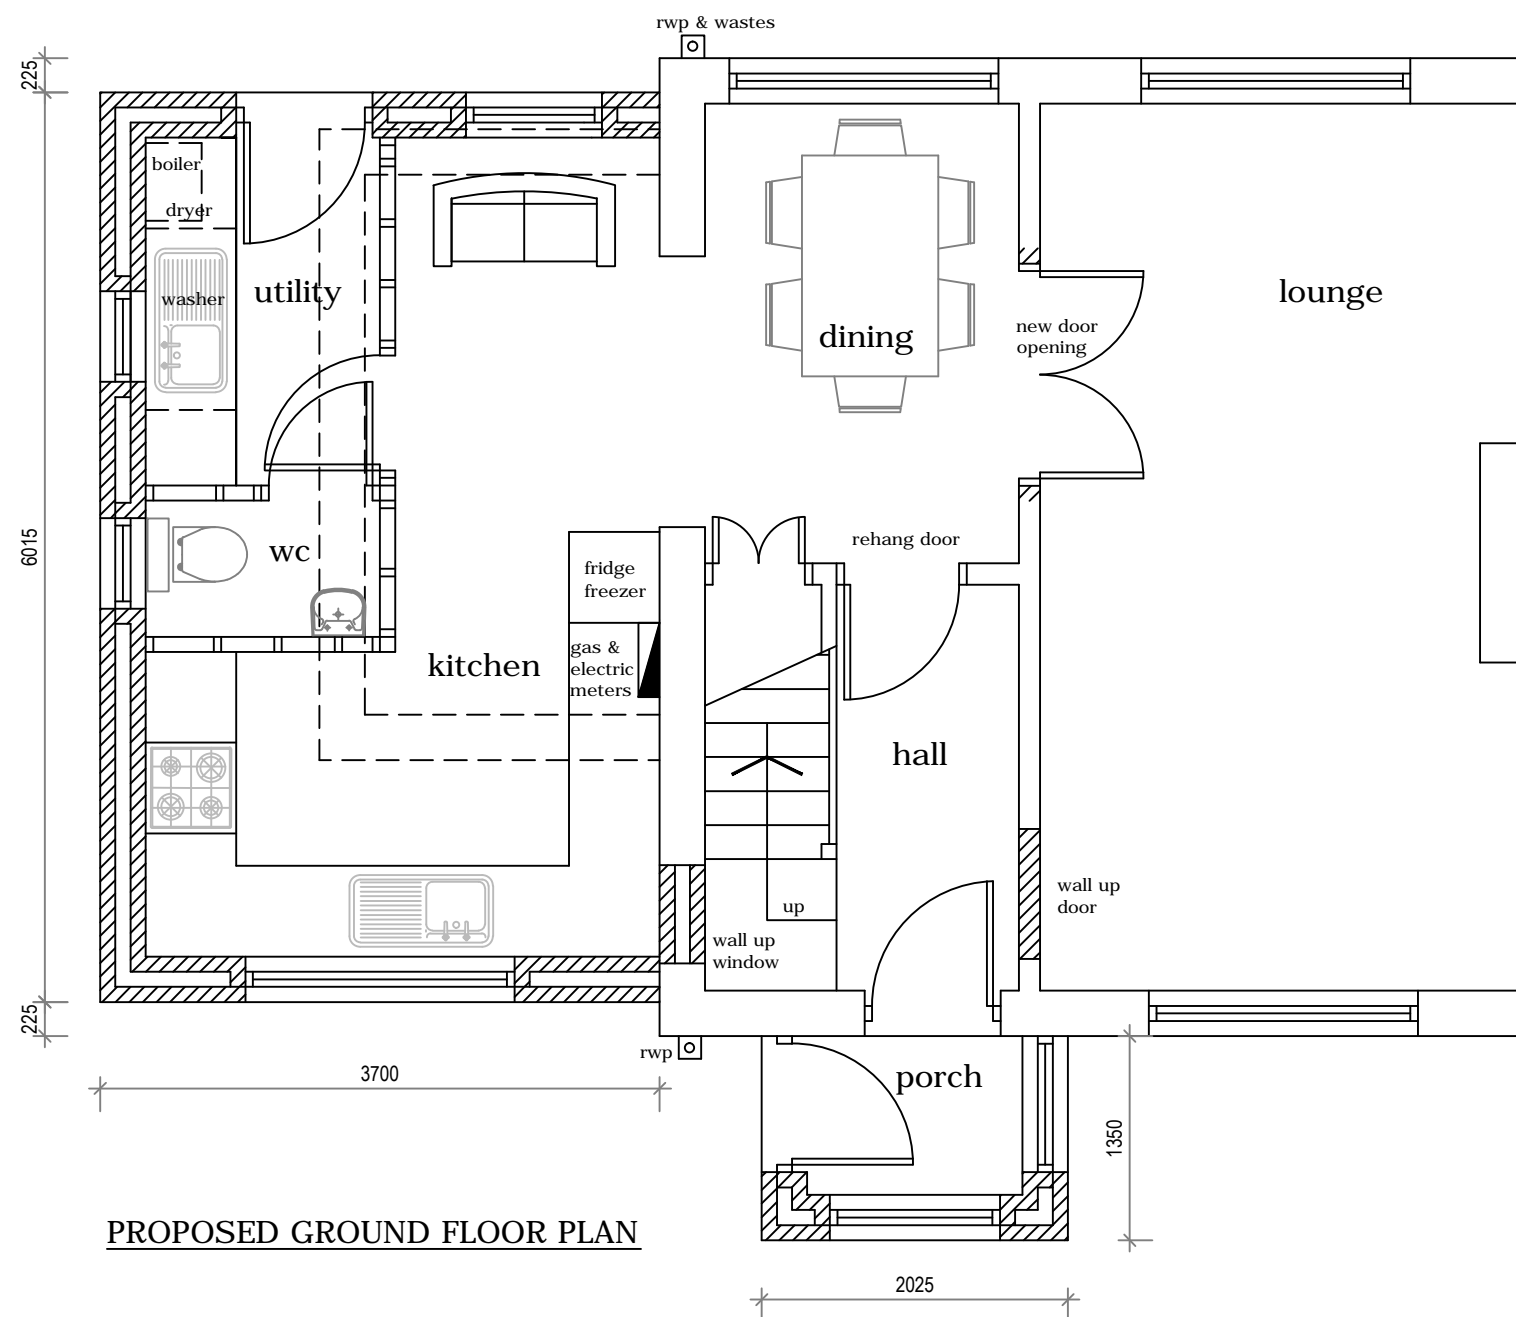 rwp & wastes
225
boiler
dryer
washer
utility
lounge
new door
opening
dining
6015
wc
rehang door
fridge
freezer
gas &
electric
meters
kitchen
hall
up
wall up
door
wall up
window
225
rwp
3700
porch
1350
PROPOSED GROUND FLOOR PLAN
2025